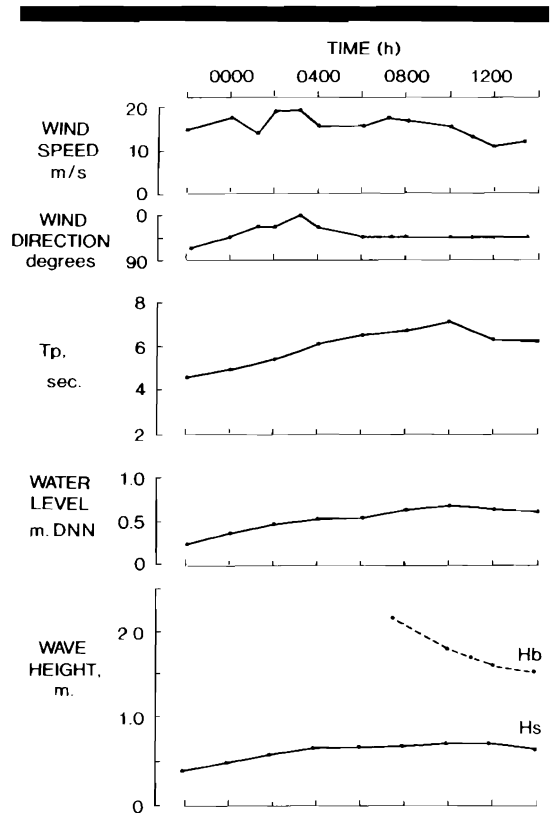 TIME (h)
0000 0400 0800 1200
WIND
SPEED
m/s
20
10
0
WIND
DIRECTION
degrees
0
90
Tp,
sec.
8
6
4
2
WATER
LEVEL
m. DNN
1.0
0.5
0
WAVE
HEIGHT,
m.
2 0
1.0
0
Hb
Hs